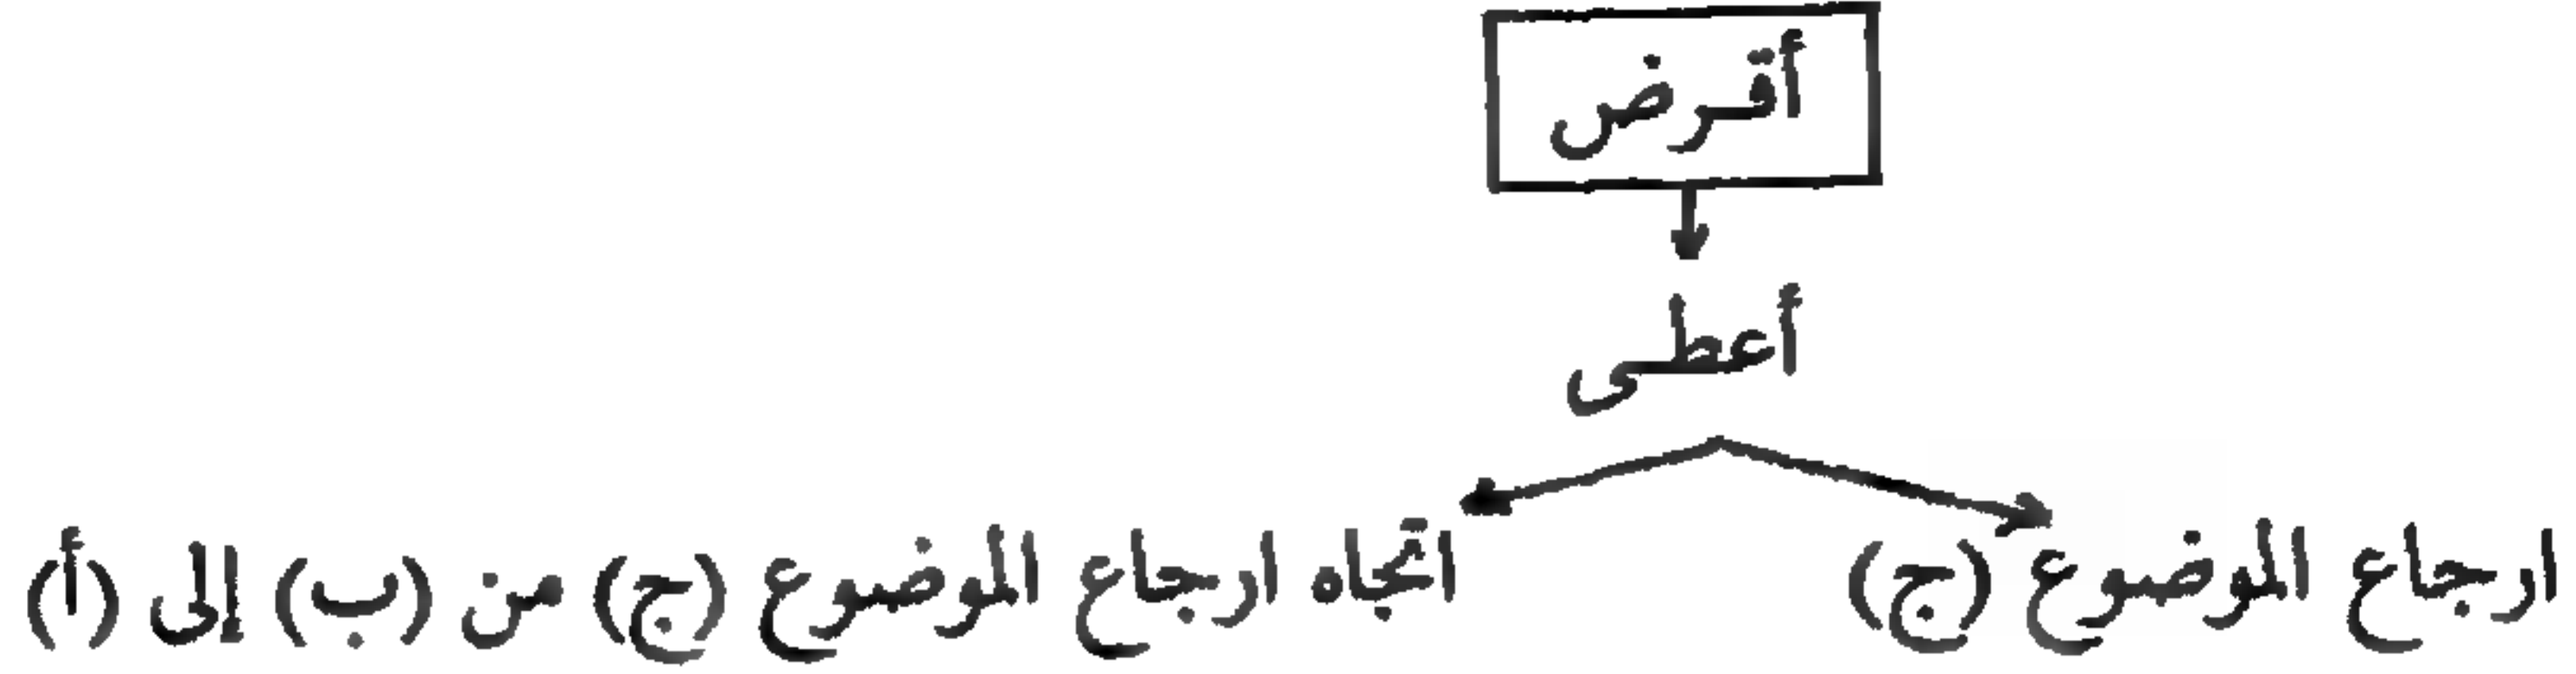 أقرض
أعطى
ارجاع الموضوع (ج)
اتجاه ارجاع الموضوع (ج) من (ب) إلى (أ)